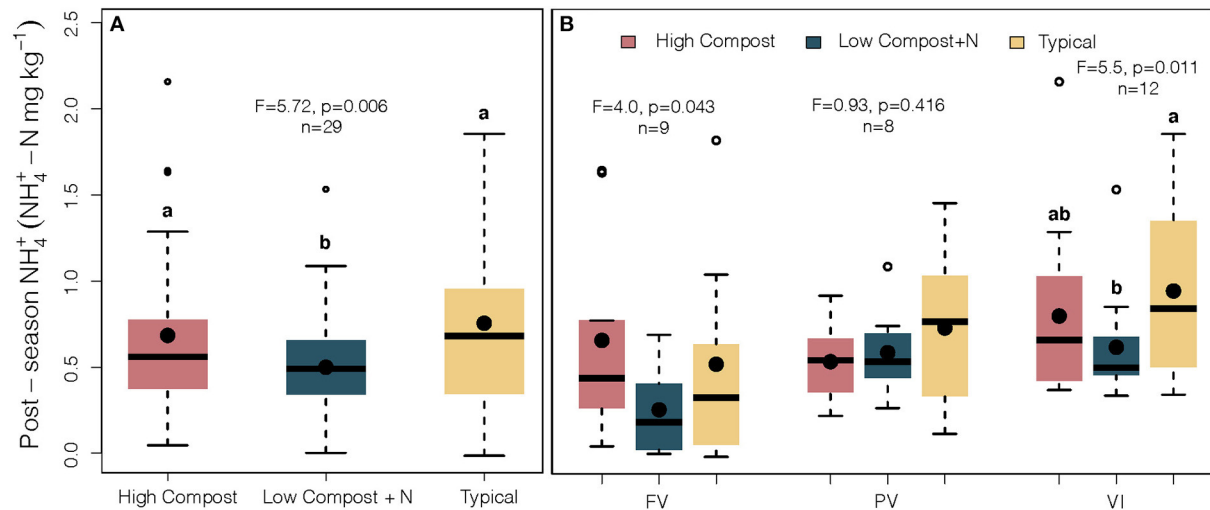 Post – season NH₄⁺ (NH₄⁺ – N mg kg⁻¹)
2.5
2.0
1.5
1.0
0.5
0.0
A
F=5.72, p=0.006
n=29
a
a
b
High Compost
Low Compost + N
Typical
B
High Compost
Low Compost+N
Typical
F=4.0, p=0.043
n=9
F=0.93, p=0.416
n=8
F=5.5, p=0.011
n=12
a
ab
b
FV
PV
VI